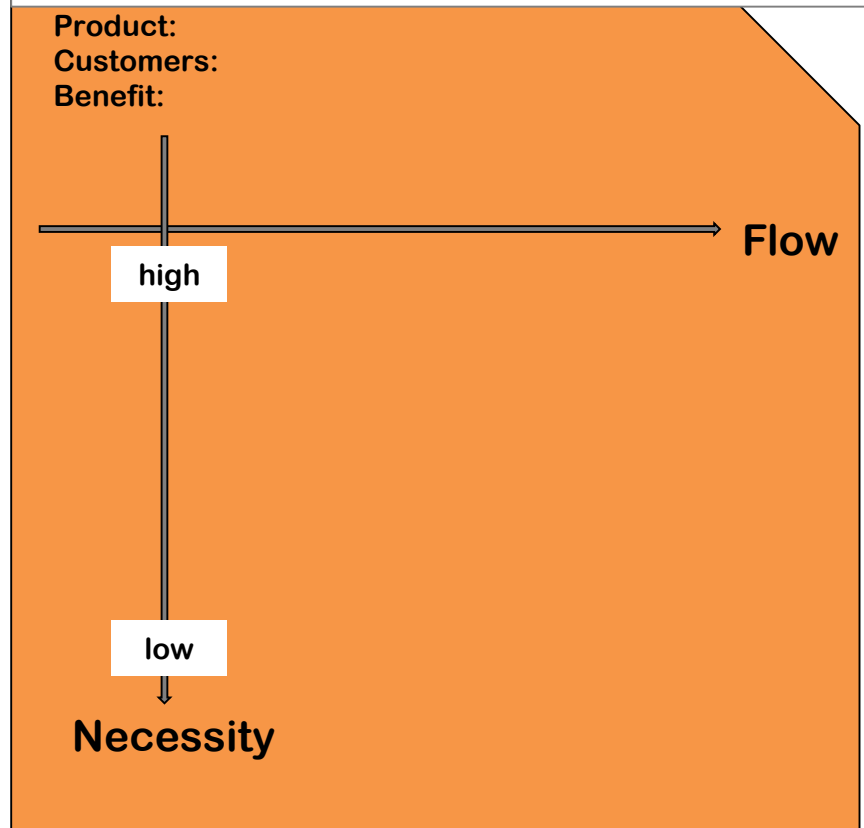 Product:
Customers:
Benefit:
Flow
high
low
Necessity